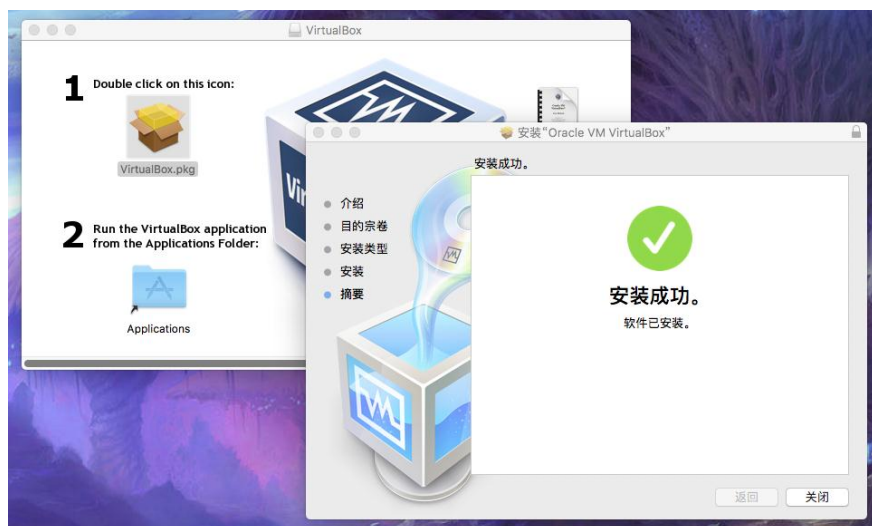 VirtualBox
1 Double click on this icon:
VirtualBox.pkg
2 Run the VirtualBox application
from the Applications Folder:
Applications
安装“Oracle VM VirtualBox”
安装成功。
介绍
目的宗卷
安装类型
安装
摘要
安装成功。
软件已安装。
返回
关闭